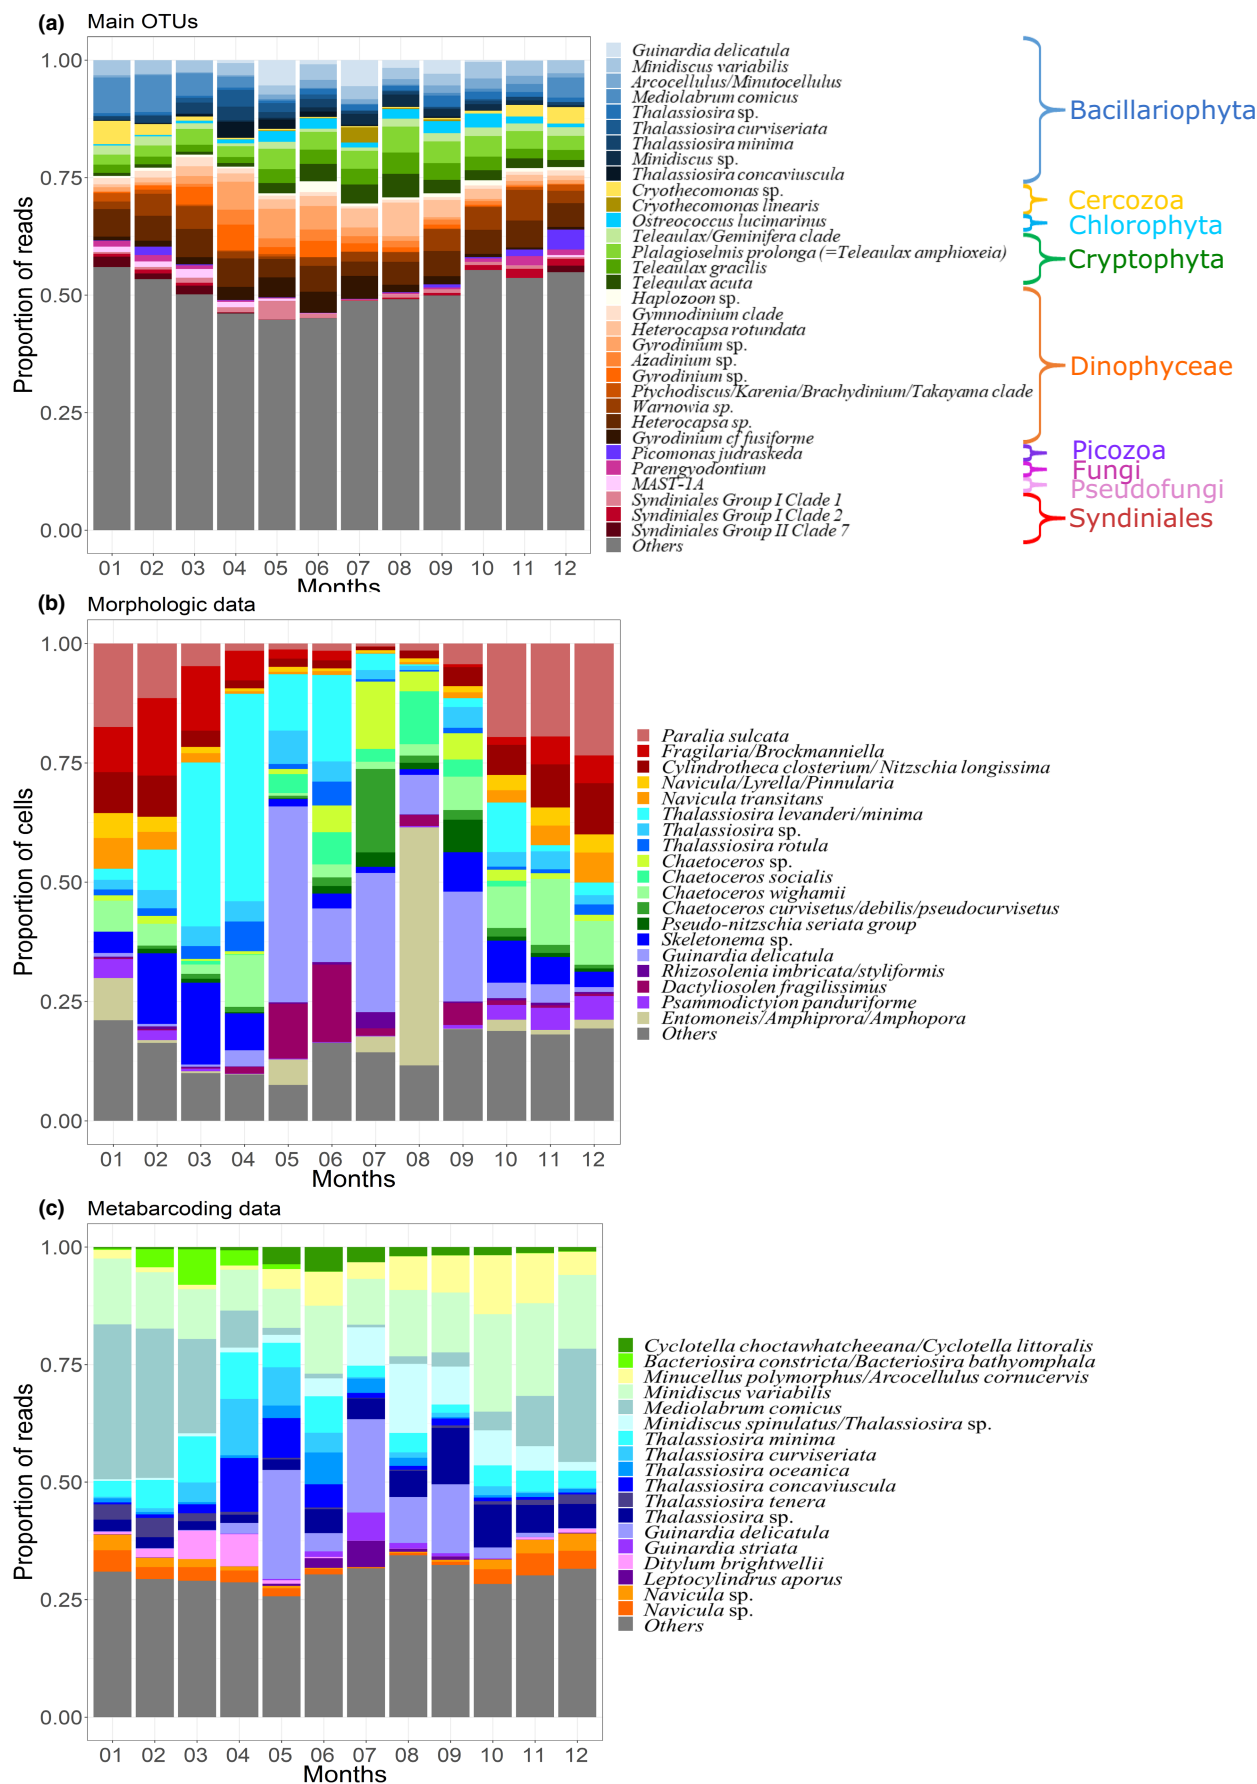 (a) Main OTUs
Proportion of reads
1.00
0.75
0.50
0.25
0.00
01 02 03 04 05 06 07 08 09 10 11 12
Months
Guinardia delicatula
Minidiscus variabilis
Arcocellulus/Minutocellulus
Mediolabrum comicus
Thalassiosira sp.
Thalassiosira curviseriata
Thalassiosira minima
Minidiscus sp.
Thalassiosira concaviuscula
Cryothecomonas sp.
Cryothecomonas linearis
Ostreococcus lucimarinus
Teleaulax/Geminifera clade
Plalagioselmis prolonga (=Teleaulax amphioxeia)
Teleaulax gracilis
Teleaulax acuta
Haplozoon sp.
Gymnodinium clade
Heterocapsa rotundata
Gyrodinium sp.
Azadinium sp.
Gyrodinium sp.
Ptychodiscus/Karenia/Brachydinium/Takayama clade
Warnowia sp.
Heterocapsa sp.
Gyrodinium cf fusiforme
Picomonas judraskeda
Parengyodontium
MAST-1A
Syndiniales Group I Clade 1
Syndiniales Group I Clade 2
Syndiniales Group II Clade 7
Others
Bacillariophyta
Cercozoa
Chlorophyta
Cryptophyta
Dinophyceae
Picozoa
Fungi
Pseudofungi
Syndiniales
(b) Morphologic data
Proportion of cells
1.00
0.75
0.50
0.25
0.00
01 02 03 04 05 06 07 08 09 10 11 12
Months
Paralia sulcata
Fragilaria/Brockmanniella
Cylindrotheca closterium/ Nitzschia longissima
Navicula/Lyrella/Pinnularia
Navicula transitans
Thalassiosira levanderi/minima
Thalassiosira sp.
Thalassiosira rotula
Chaetoceros sp.
Chaetoceros socialis
Chaetoceros wighamii
Chaetoceros curvisetus/debilis/pseudocurvisetus
Pseudo-nitzschia seriata group
Skeletonema sp.
Guinardia delicatula
Rhizosolenia imbricata/styliformis
Dactyliosolen fragilissimus
Psammodictyion panduriforme
Entomoneis/Amphiprora/Amphopora
Others
(c) Metabarcoding data
Proportion of reads
1.00
0.75
0.50
0.25
0.00
01 02 03 04 05 06 07 08 09 10 11 12
Months
Cyclotella choctawhatcheeana/Cyclotella littoralis
Bacteriosira constricta/Bacteriosira bathyomphala
Minucellus polymorphus/Arcocellulus cornucervis
Minidiscus variabilis
Mediolabrum comicus
Minidiscus spinulatus/Thalassiosira sp.
Thalassiosira minima
Thalassiosira curviseriata
Thalassiosira oceanica
Thalassiosira concaviuscula
Thalassiosira tenera
Thalassiosira sp.
Guinardia delicatula
Guinardia striata
Ditylum brightwellii
Leptocylindrus aporus
Navicula sp.
Navicula sp.
Others